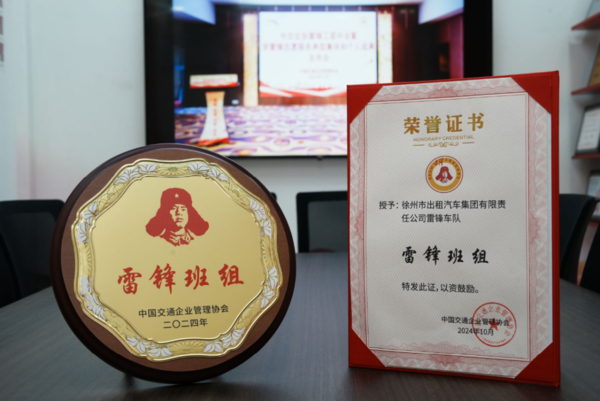 雷锋班组
中国交通企业管理协会
二〇二四年
荣誉证书
HONORARY CREDENTIAL
授予：徐州市出租汽车集团有限责
任公司雷锋车队
雷锋班组
特发此证，以资鼓励。
中国交通企业管理协会
2024年10月